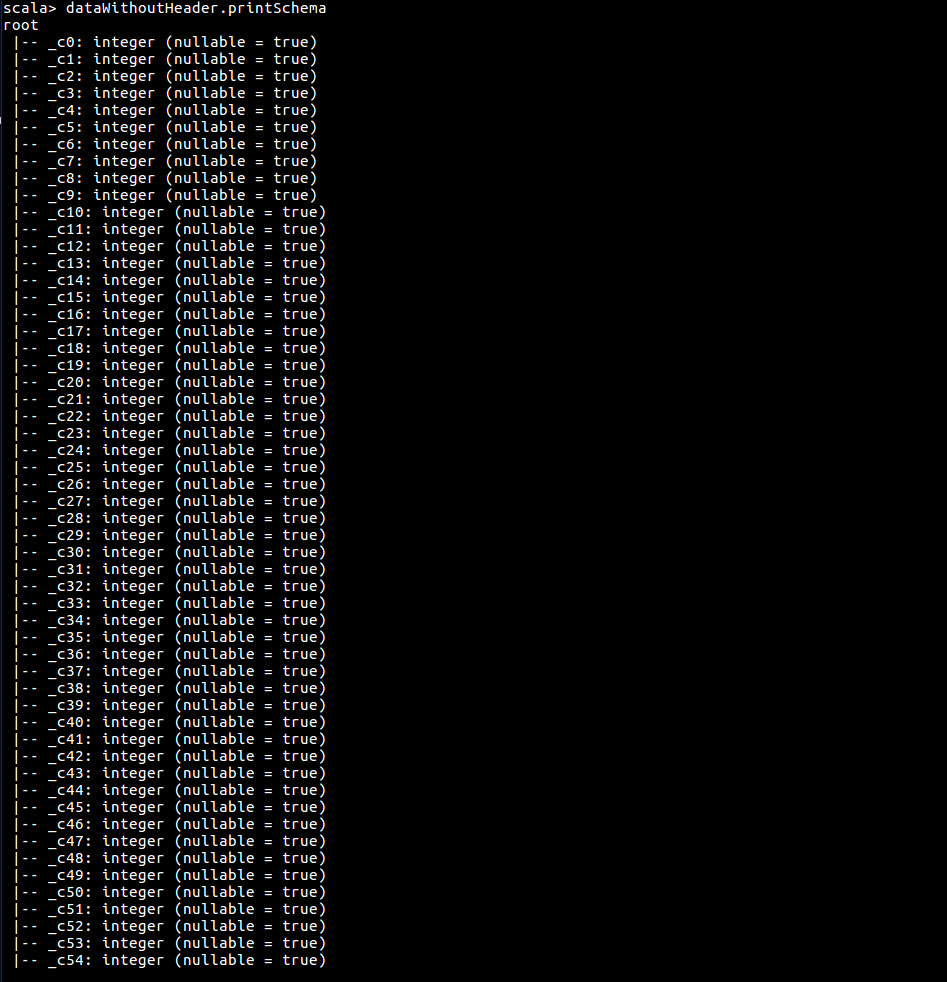 scala> dataWithoutHeader.printSchema
root
 |-- _c0: integer (nullable = true)
 |-- _c1: integer (nullable = true)
 |-- _c2: integer (nullable = true)
 |-- _c3: integer (nullable = true)
 |-- _c4: integer (nullable = true)
 |-- _c5: integer (nullable = true)
 |-- _c6: integer (nullable = true)
 |-- _c7: integer (nullable = true)
 |-- _c8: integer (nullable = true)
 |-- _c9: integer (nullable = true)
 |-- _c10: integer (nullable = true)
 |-- _c11: integer (nullable = true)
 |-- _c12: integer (nullable = true)
 |-- _c13: integer (nullable = true)
 |-- _c14: integer (nullable = true)
 |-- _c15: integer (nullable = true)
 |-- _c16: integer (nullable = true)
 |-- _c17: integer (nullable = true)
 |-- _c18: integer (nullable = true)
 |-- _c19: integer (nullable = true)
 |-- _c20: integer (nullable = true)
 |-- _c21: integer (nullable = true)
 |-- _c22: integer (nullable = true)
 |-- _c23: integer (nullable = true)
 |-- _c24: integer (nullable = true)
 |-- _c25: integer (nullable = true)
 |-- _c26: integer (nullable = true)
 |-- _c27: integer (nullable = true)
 |-- _c28: integer (nullable = true)
 |-- _c29: integer (nullable = true)
 |-- _c30: integer (nullable = true)
 |-- _c31: integer (nullable = true)
 |-- _c32: integer (nullable = true)
 |-- _c33: integer (nullable = true)
 |-- _c34: integer (nullable = true)
 |-- _c35: integer (nullable = true)
 |-- _c36: integer (nullable = true)
 |-- _c37: integer (nullable = true)
 |-- _c38: integer (nullable = true)
 |-- _c39: integer (nullable = true)
 |-- _c40: integer (nullable = true)
 |-- _c41: integer (nullable = true)
 |-- _c42: integer (nullable = true)
 |-- _c43: integer (nullable = true)
 |-- _c44: integer (nullable = true)
 |-- _c45: integer (nullable = true)
 |-- _c46: integer (nullable = true)
 |-- _c47: integer (nullable = true)
 |-- _c48: integer (nullable = true)
 |-- _c49: integer (nullable = true)
 |-- _c50: integer (nullable = true)
 |-- _c51: integer (nullable = true)
 |-- _c52: integer (nullable = true)
 |-- _c53: integer (nullable = true)
 |-- _c54: integer (nullable = true)